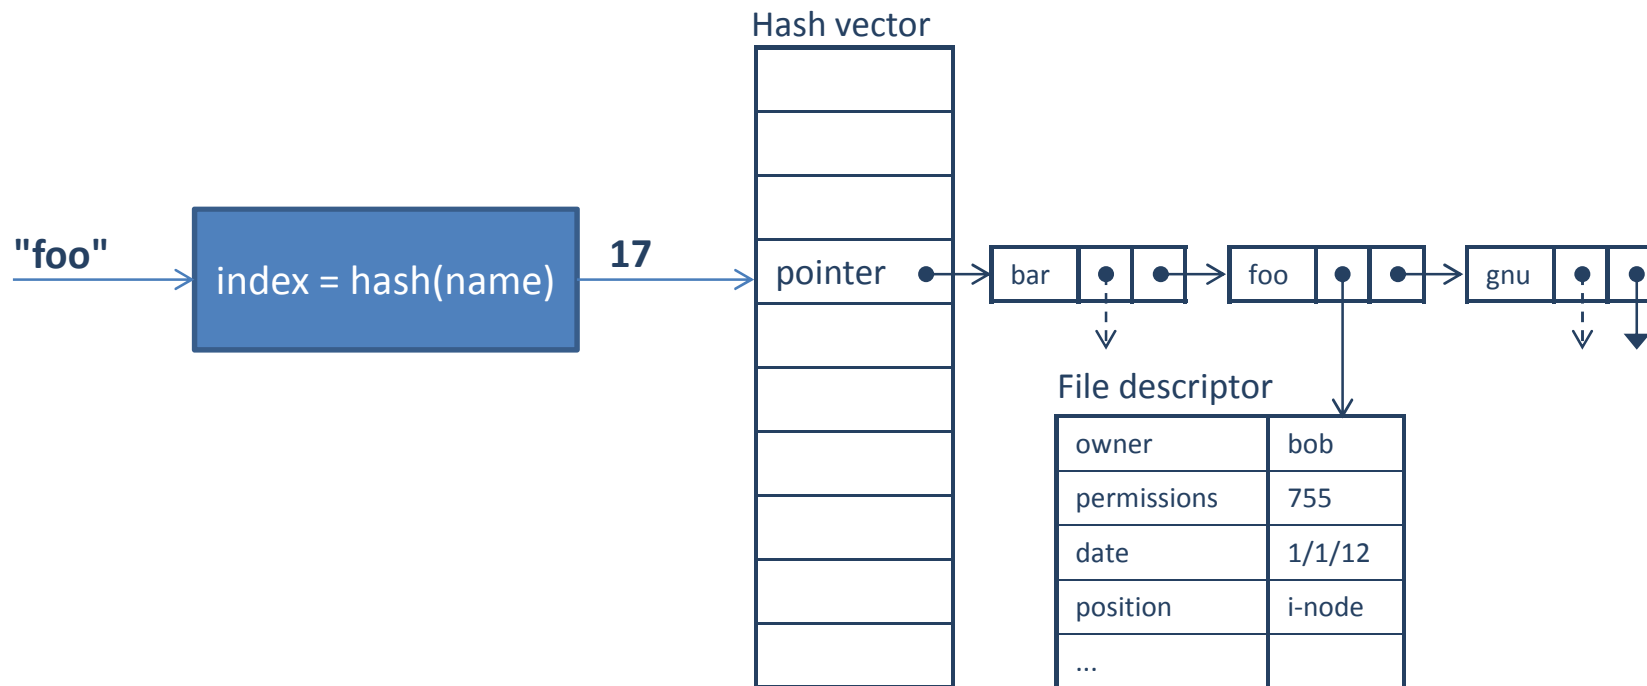 Hash vector
"foo"
index = hash(name)
17
pointer
bar
foo
gnu
File descriptor
owner bob
permissions 755
date 1/1/12
position i-node
...